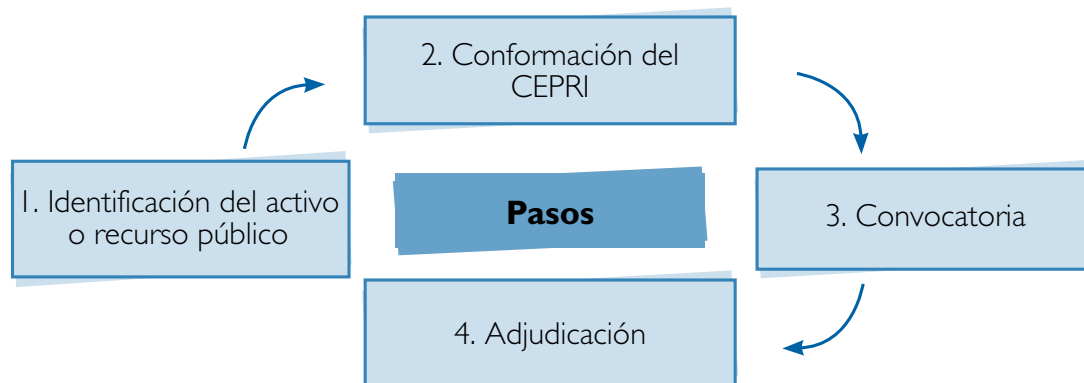 2. Conformación del
CEPRI
1. Identificación del activo
o recurso público
Pasos
3. Convocatoria
4. Adjudicación